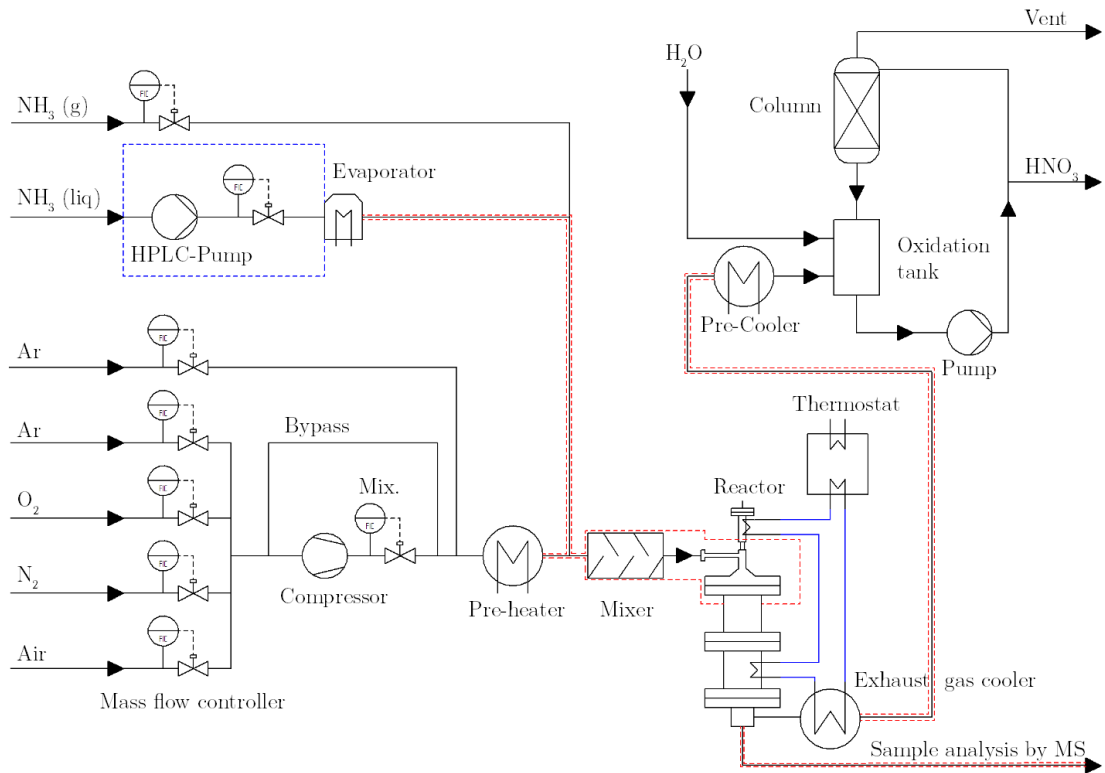 Vent
H₂O
Column
NH₃ (g)
FIC
Evaporator
NH₃ (liq)
FIC
HPLC-Pump
HNO₃
Oxidation
tank
Pre-Cooler
Pump
Ar
FIC
Ar
FIC
Bypass
Thermostat
O₂
FIC
Mix.
FIC
Reactor
N₂
FIC
Compressor
Pre-heater
Mixer
Air
FIC
Mass flow controller
Exhaust gas cooler
Sample analysis by MS